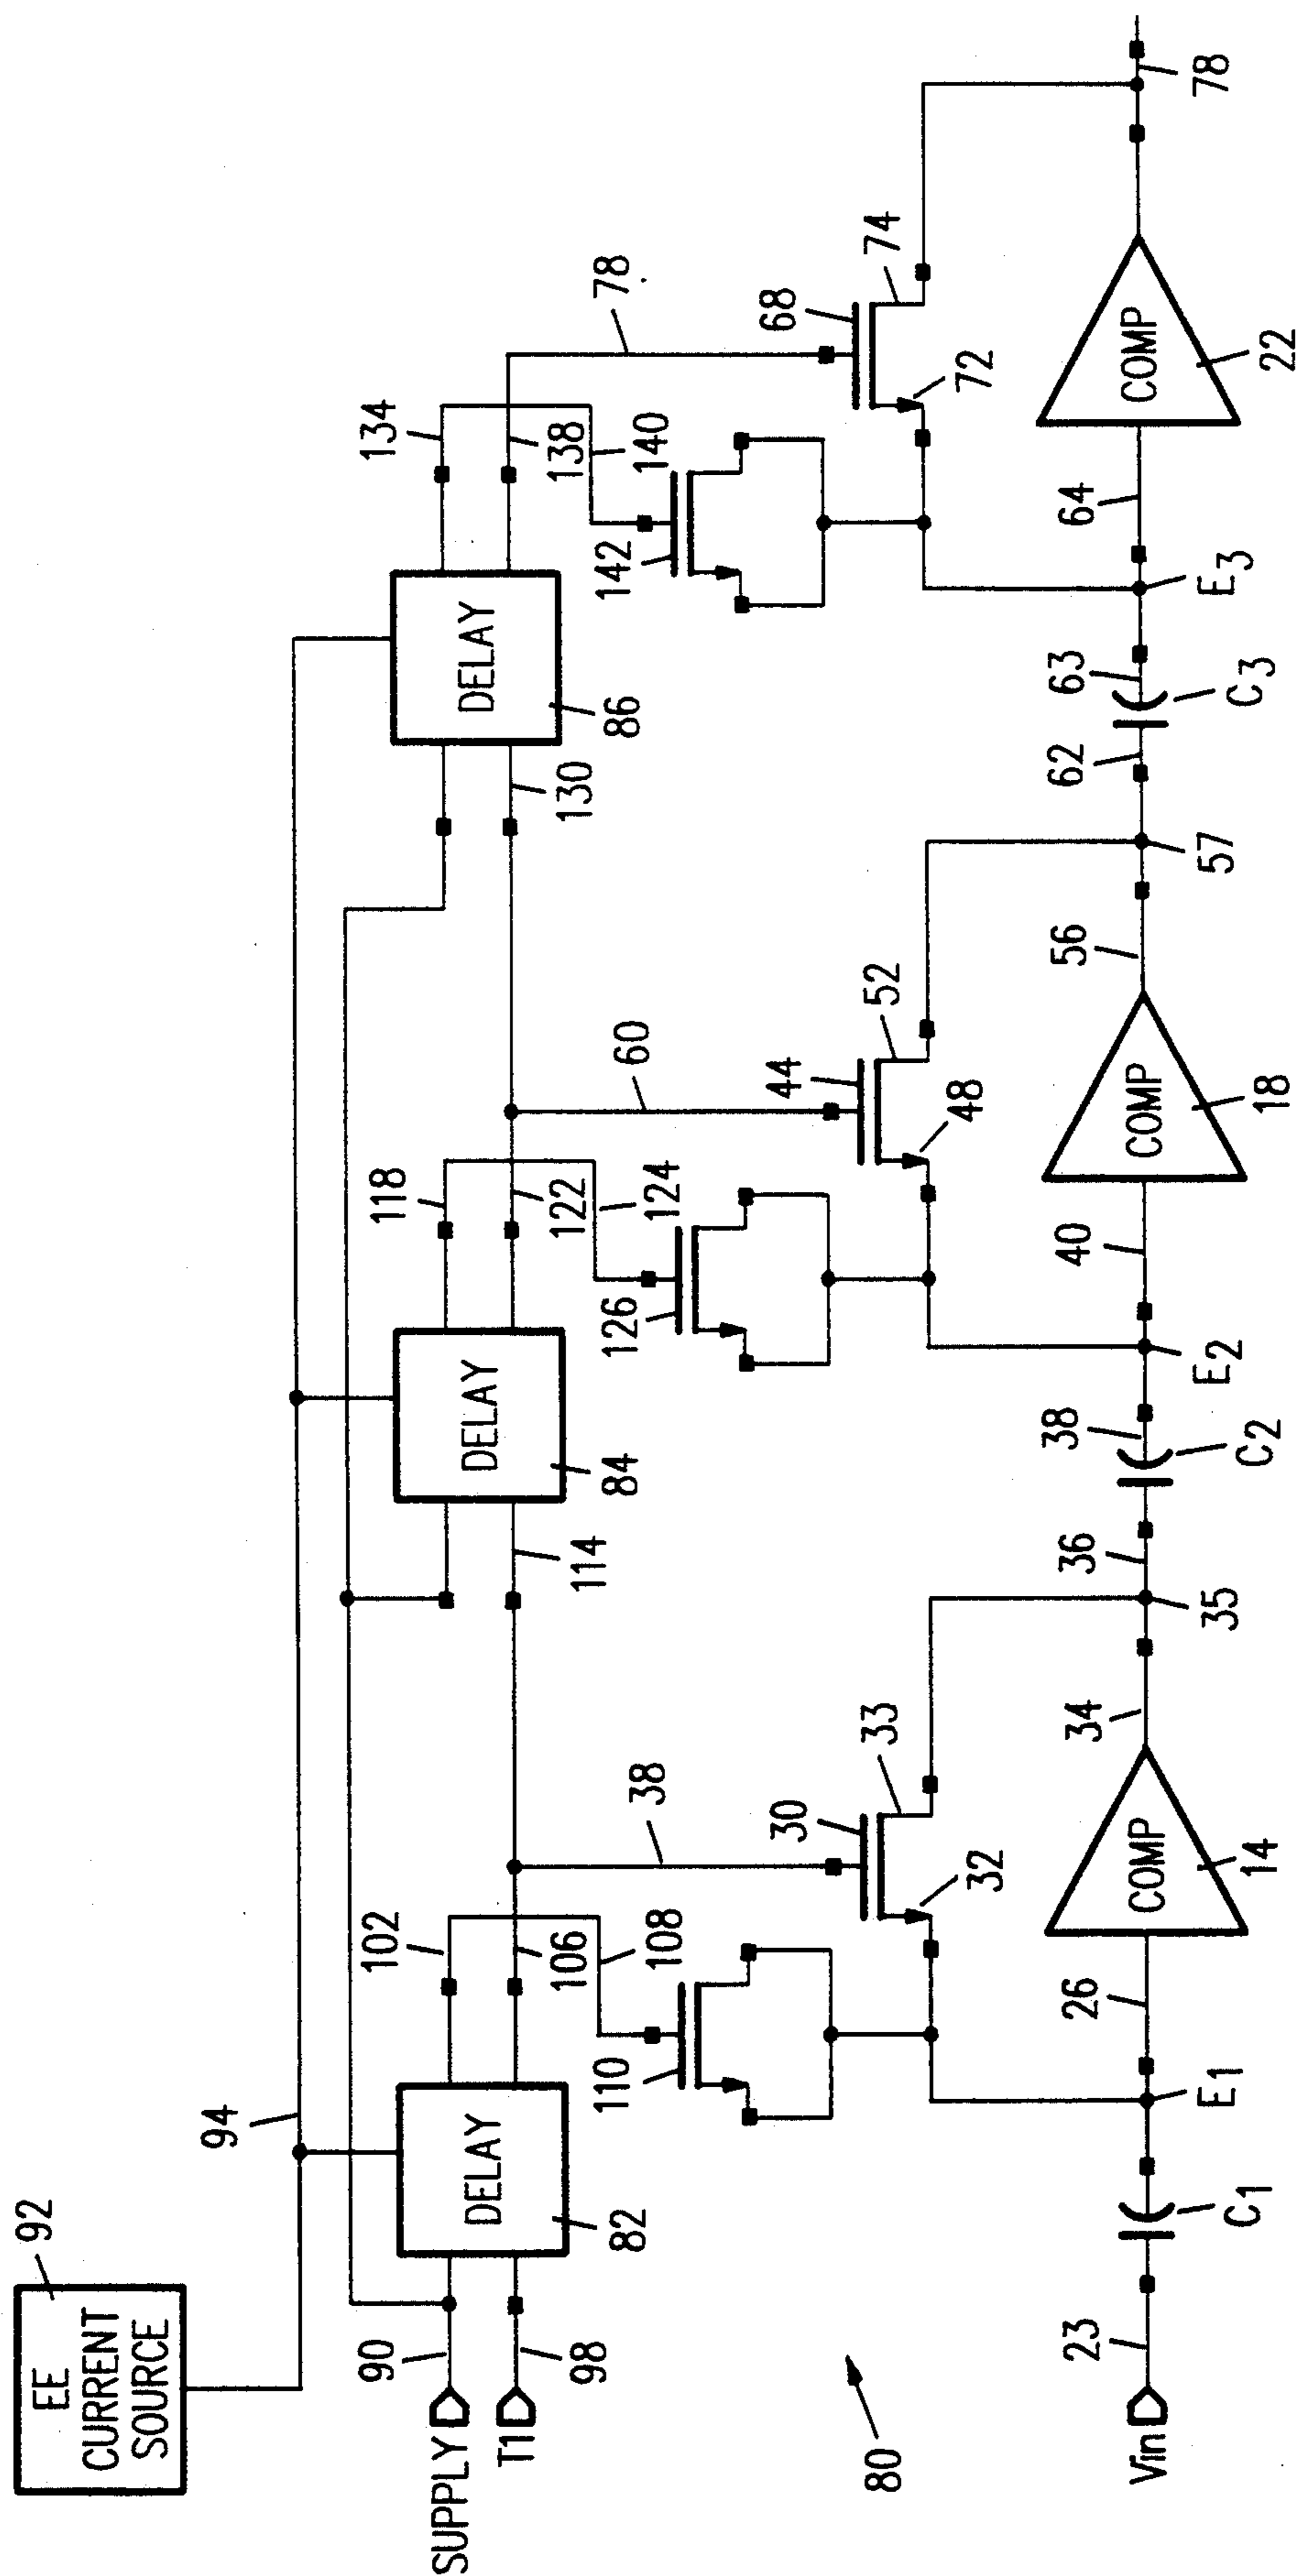 EE
CURRENT
SOURCE
92
94
SUPPLY
90
T1
98
DELAY
82
102
106
108
110
38
114
DELAY
84
118
122
124
126
60
130
DELAY
86
134
138
140
142
78
30
32
33
44
48
52
68
72
74
80
Vin
23
C1
E1
26
COMP
14
34
35
36
C2
38
E2
40
COMP
18
56
57
62
C3
63
E3
64
COMP
22
78